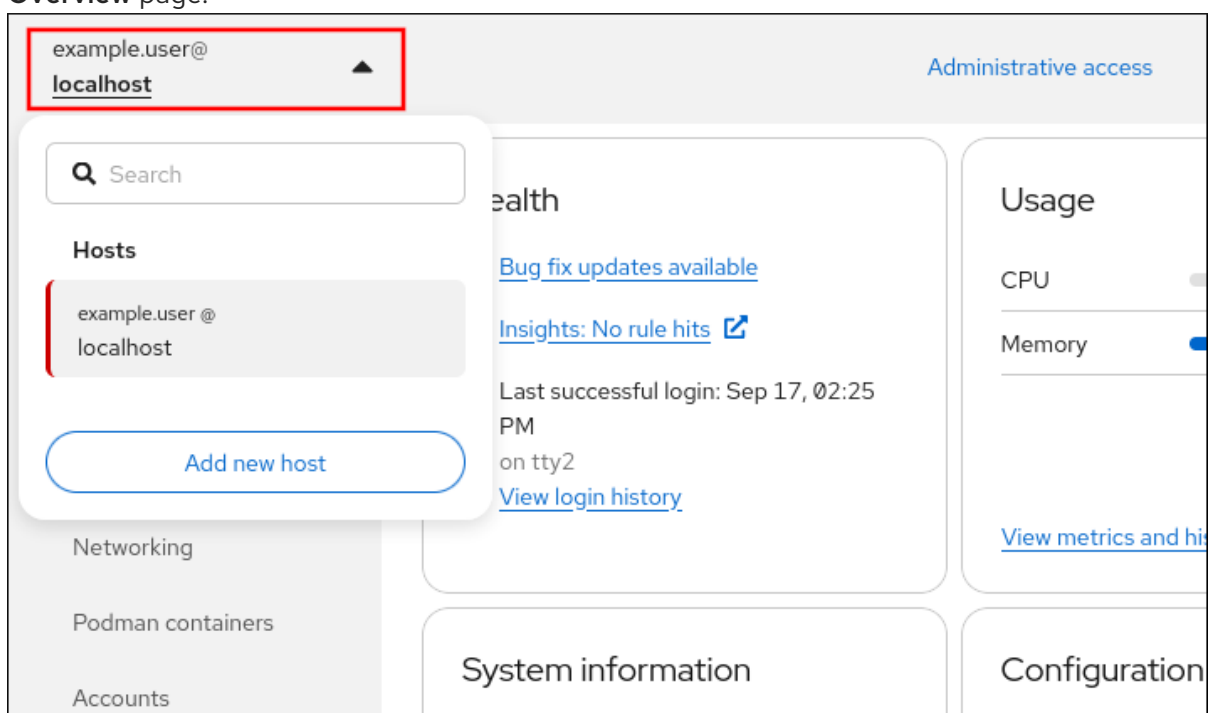 Overview page.
example.user@
localhost
Administrative access
Search
Hosts
example.user @
localhost
Add new host
Networking
Podman containers
Accounts
ealth
Bug fix updates available
Insights: No rule hits
Last successful login: Sep 17, 02:25
PM
on tty2
View login history
Usage
CPU
Memory
View metrics and his
System information
Configuration